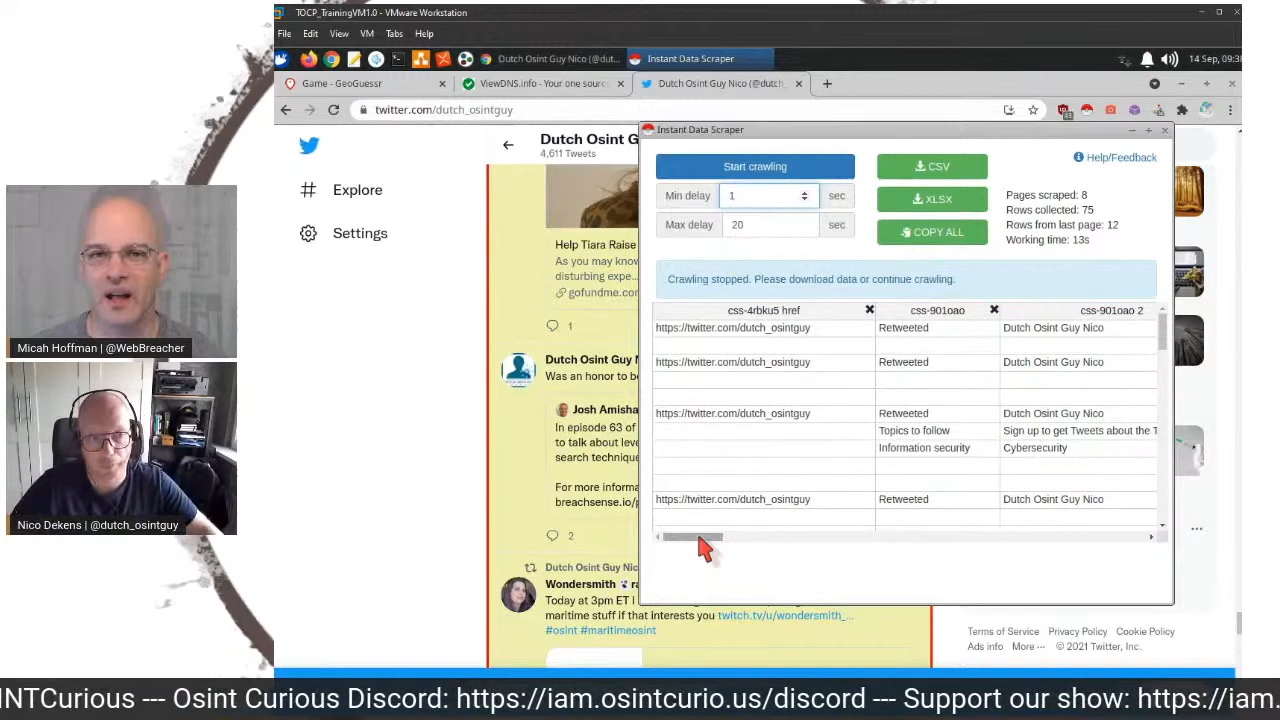 TOCP_TrainingVM1.0 - VMware Workstation
File Edit View VM Tabs Help
Dutch Osint Guy Nico (@dut...
Instant Data Scraper
14 Sep, 09:38
Game - GeoGuessr
ViewDNS.info - Your one sourc
Dutch Osint Guy Nico (@dutch_
twitter.com/dutch_osintguy
Explore
Settings
Dutch Osint G
4,611 Tweets
Help Tiara Raise
As you may know
disturbing expe...
gofundme.com
1
Dutch Osint Guy N
Was an honor to be
Josh Amisha
In episode 63 of
to talk about leve
search technique
For more informa
breachsense.io/p
2
Dutch Osint Guy Nic
Wondersmith ra
Today at 3pm ET I
maritime stuff if that interests you twitch.tv/u/wondersmith_...
#osint #maritimeosint
Instant Data Scraper
Start crawling
Min delay 1 sec
Max delay 20 sec
CSV
XLSX
COPY ALL
Help/Feedback
Pages scraped: 8
Rows collected: 75
Rows from last page: 12
Working time: 13s
Crawling stopped. Please download data or continue crawling.
css-4rbku5 href css-901oao css-901oao 2
https://twitter.com/dutch_osintguy Retweeted Dutch Osint Guy Nico
https://twitter.com/dutch_osintguy Retweeted Dutch Osint Guy Nico
https://twitter.com/dutch_osintguy Retweeted Dutch Osint Guy Nico
Topics to follow Sign up to get Tweets about the T
Information security Cybersecurity
https://twitter.com/dutch_osintguy Retweeted Dutch Osint Guy Nico
Terms of Service Privacy Policy Cookie Policy
Ads info More ··· © 2021 Twitter, Inc.
Micah Hoffman | @WebBreacher
Nico Dekens | @dutch_osintguy
INTCurious --- Osint Curious Discord: https://iam.osintcurio.us/discord --- Support our show: https://iam.